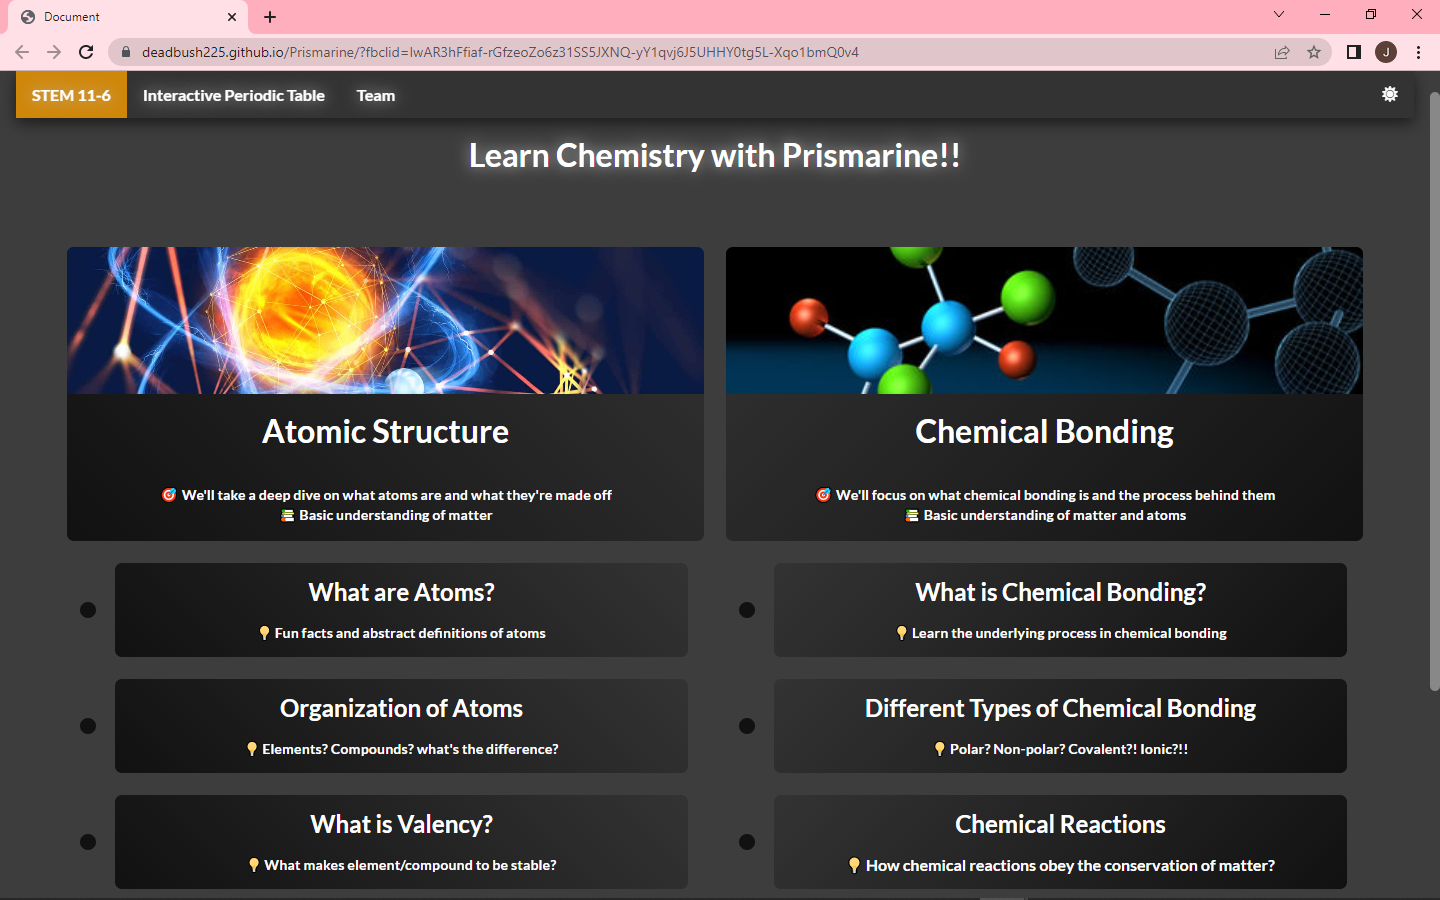 Document
deadbush225.github.io/Prismarine/?fbclid=IwAR3hFfiaf-rGfzeoZo6z31SS5JXNQ-yY1qvj6J5UHHY0tg5L-Xqo1bmQ0v4
J
STEM 11-6 Interactive Periodic Table Team
Learn Chemistry with Prismarine!!
Atomic Structure
🎯 We'll take a deep dive on what atoms are and what they're made off
📚 Basic understanding of matter
What are Atoms?
💡 Fun facts and abstract definitions of atoms
Organization of Atoms
💡 Elements? Compounds? what's the difference?
What is Valency?
💡 What makes element/compound to be stable?
Chemical Bonding
🎯 We'll focus on what chemical bonding is and the process behind them
📚 Basic understanding of matter and atoms
What is Chemical Bonding?
💡 Learn the underlying process in chemical bonding
Different Types of Chemical Bonding
💡 Polar? Non-polar? Covalent?! Ionic?!!
Chemical Reactions
💡 How chemical reactions obey the conservation of matter?